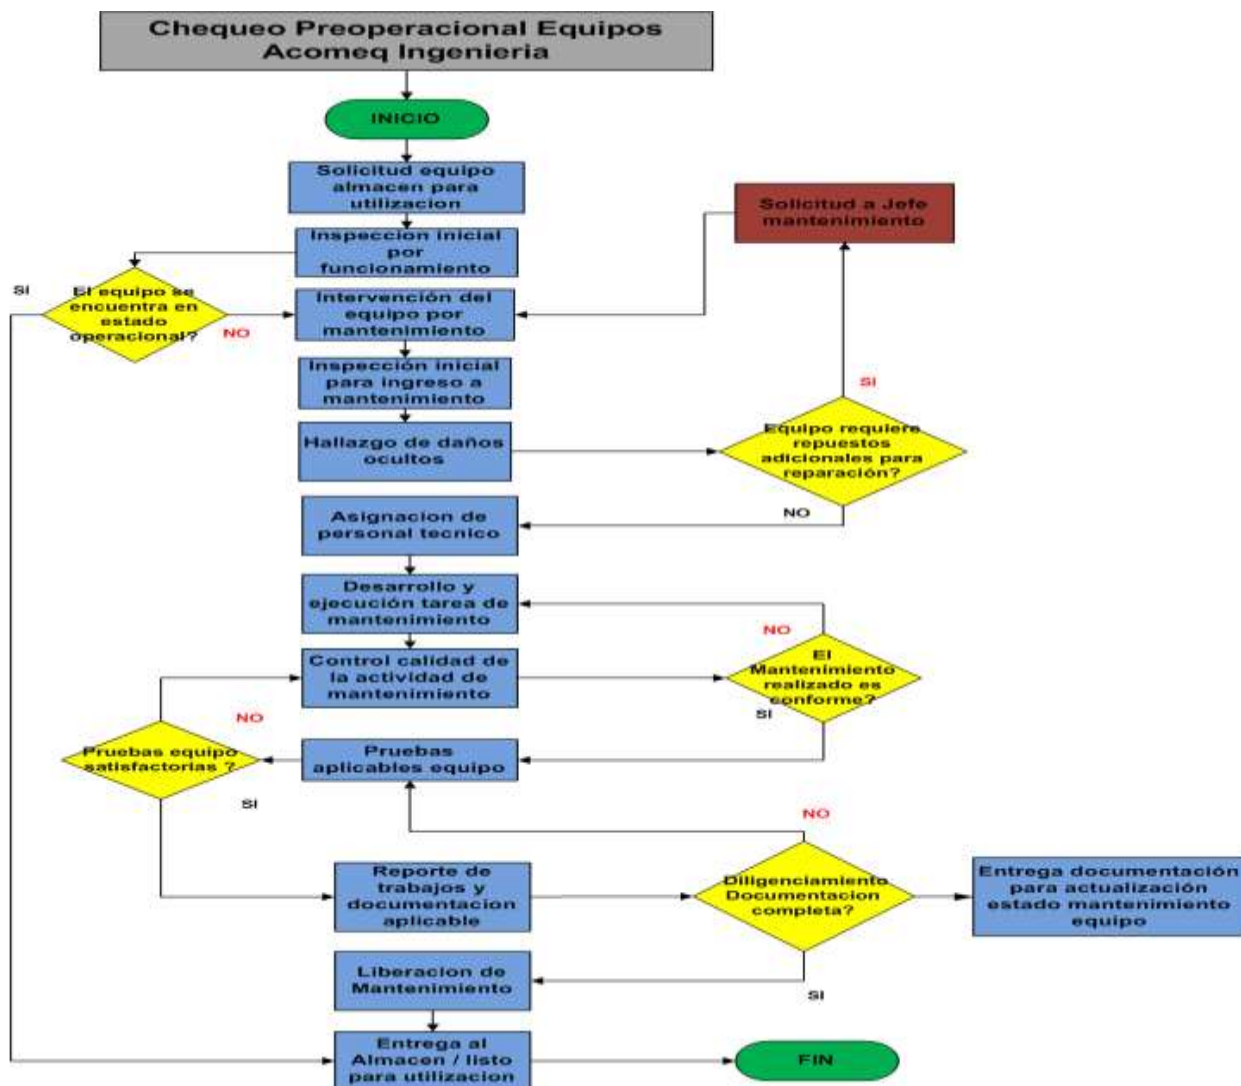 Chequeo Preoperacional Equipos
Acomeq Ingenieria
INICIO
Solicitud equipo
almacen para
utilizacion
Solicitud a Jefe
mantenimiento
Inspeccion inicial
por
funcionamiento
SI
El equipo se
encuentra en
estado
operacional?
NO
Intervención del
equipo por
mantenimiento
Inspección inicial
para ingreso a
mantenimiento
SI
Equipo requiere
repuestos
adicionales para
reparación?
Hallazgo de daños
ocultos
NO
Asignacion de
personal tecnico
Desarrollo y
ejecución tarea de
mantenimiento
NO
Control calidad de
la actividad de
mantenimiento
El
Mantenimiento
realizado es
conforme?
SI
NO
Pruebas equipo
satisfactorias ?
Pruebas
aplicables equipo
SI
NO
Reporte de
trabajos y
documentacion
aplicable
Diligenciamiento
Documentacion
completa?
Entrega documentación
para actualización
estado mantenimiento
equipo
Liberacion de
Mantenimiento
SI
Entrega al
Almacen / listo
para utilizacion
FIN